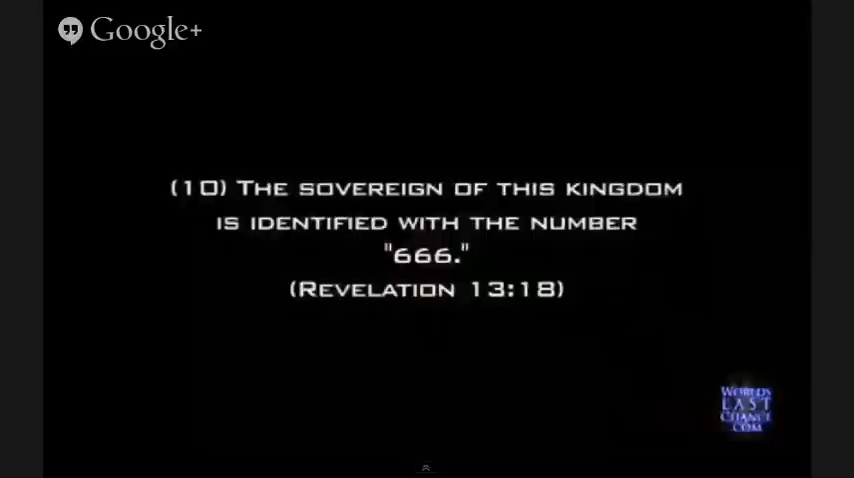 Google+
(10) The sovereign of this kingdom
is identified with the number
"666."
(Revelation 13:18)
World's
Last
Chance
.com